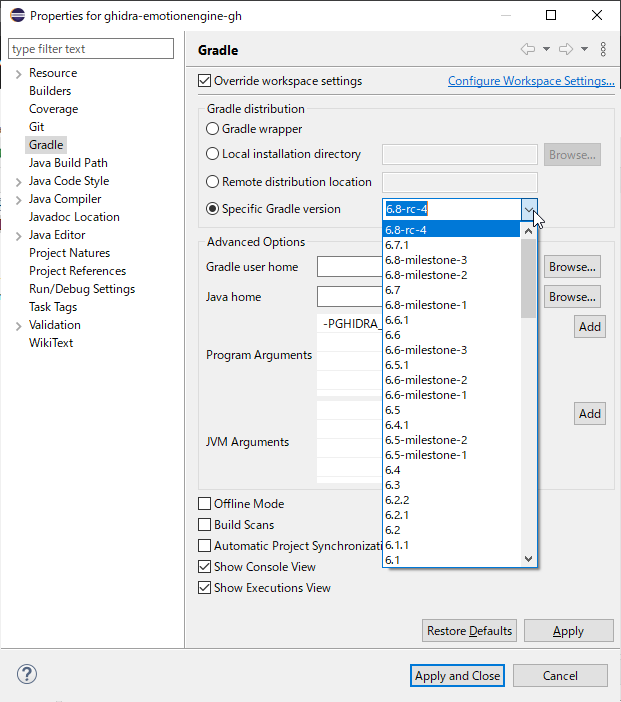 Properties for ghidra-emotionengine-gh
type filter text
Resource
Builders
Coverage
Git
Gradle
Java Build Path
Java Code Style
Java Compiler
Javadoc Location
Java Editor
Project Natures
Project References
Run/Debug Settings
Task Tags
Validation
WikiText
Gradle
Override workspace settings
Configure Workspace Settings...
Gradle distribution
Gradle wrapper
Local installation directory
Browse...
Remote distribution location
Specific Gradle version
6.8-rc-4
6.8-rc-4
6.7.1
6.8-milestone-3
6.8-milestone-2
6.7
6.8-milestone-1
6.6.1
6.6
6.6-milestone-3
6.5.1
6.6-milestone-2
6.6-milestone-1
6.5
6.4.1
6.5-milestone-2
6.5-milestone-1
6.4
6.3
6.2.2
6.2.1
6.2
6.1.1
6.1
Advanced Options
Gradle user home
Browse...
Java home
Browse...
Program Arguments
-PGHIDRA_
Add
JVM Arguments
Add
Offline Mode
Build Scans
Automatic Project Synchronizati
Show Console View
Show Executions View
Restore Defaults
Apply
?
Apply and Close
Cancel